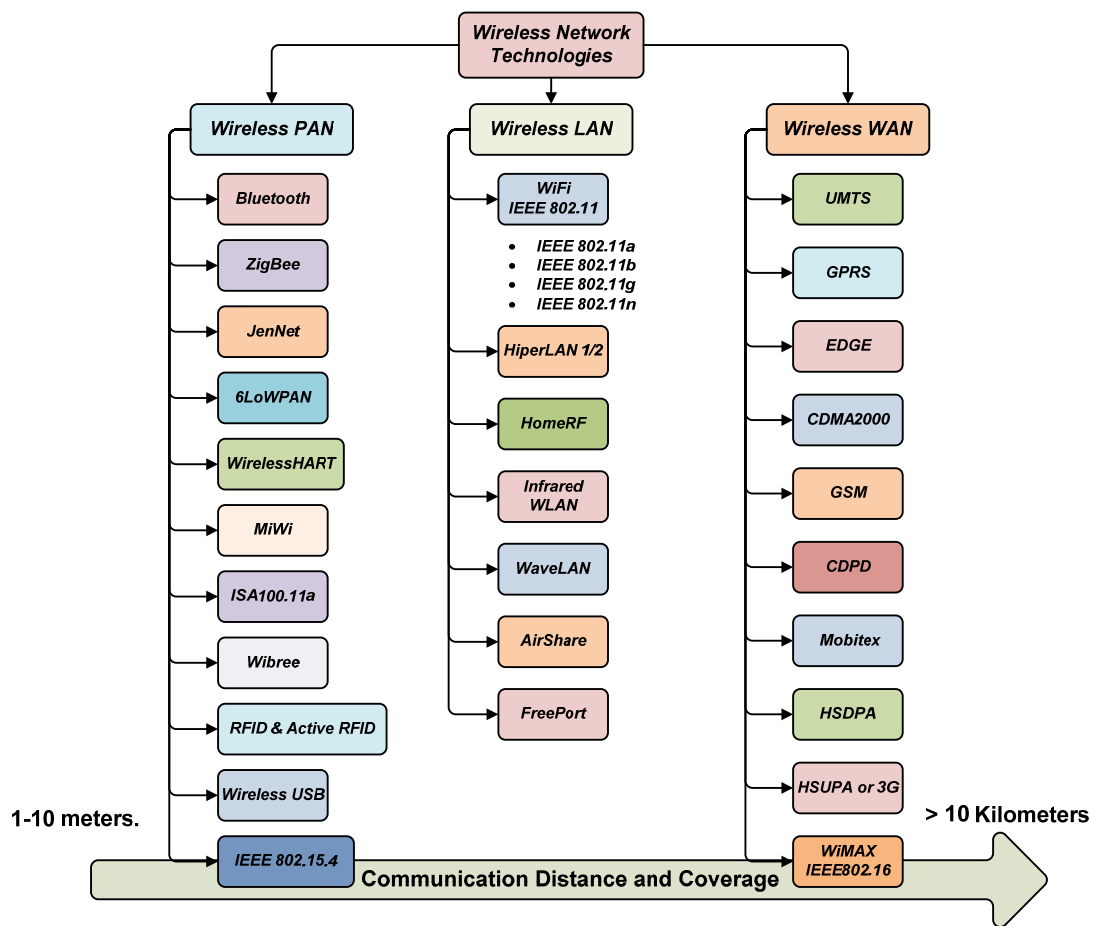 Wireless Network
Technologies
Wireless PAN
Bluetooth
ZigBee
JenNet
6LoWPAN
WirelessHART
MiWi
ISA100.11a
Wibree
RFID & Active RFID
Wireless USB
IEEE 802.15.4
Wireless LAN
WiFi
IEEE 802.11
• IEEE 802.11a
• IEEE 802.11b
• IEEE 802.11g
• IEEE 802.11n
HiperLAN 1/2
HomeRF
Infrared
WLAN
WaveLAN
AirShare
FreePort
Wireless WAN
UMTS
GPRS
EDGE
CDMA2000
GSM
CDPD
Mobitex
HSDPA
HSUPA or 3G
WiMAX
IEEE802.16
1-10 meters.
> 10 Kilometers
Communication Distance and Coverage